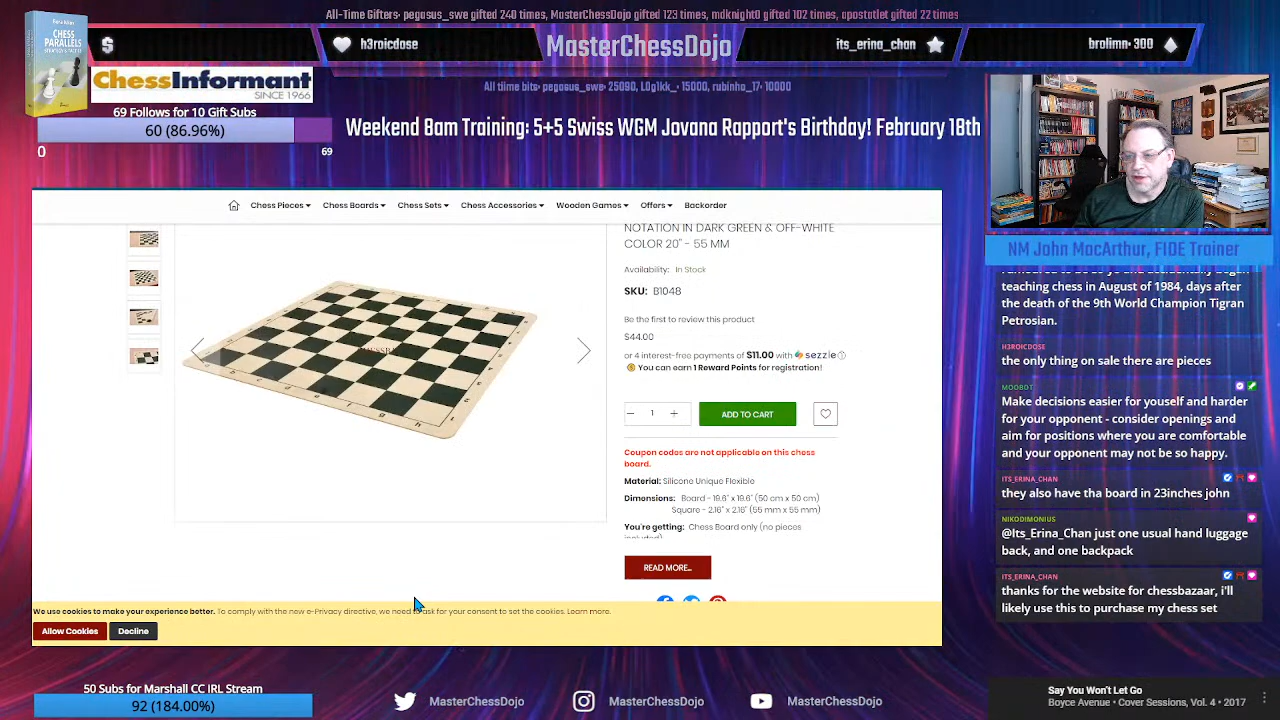 All-Time Gifters• pegasus_swe gifted 240 times, MasterChessDojo gifted 123 times, mdknight0 gifted 102 times, apostatlet gifted 22 times
CHESS
PARALLELS
$
h3roicdose
MasterChessDojo
its_erina_chan
brolimn• 300
ChessInformant
SINCE 1966
All tiime bits• pegasus_swe• 25090, L0g1kk_• 15000, rubinho_17• 10000
69 Follows for 10 Gift Subs
60 (86.96%)
0
69
Weekend 8am Training: 5+5 Swiss WGM Jovana Rapport's Birthday! February 18th
Chess Pieces
Chess Boards
Chess Sets
Chess Accessories
Wooden Games
Offers
Backorder
NOTATION IN DARK GREEN & OFF-WHITE
COLOR 20" - 55 MM
Availability: In Stock
SKU: B1048
Be the first to review this product
$44.00
or 4 interest-free payments of $11.00 with sezzle
You can earn 1 Reward Points for registration!
1
ADD TO CART
Coupon codes are not applicable on this chess
board.
Material: Silicone Unique Flexible
Dimensions: Board - 19.6" x 19.6" (50 cm x 50 cm)
Square - 2.16" x 2.16" (55 mm x 55 mm)
You're getting: Chess Board only (no pieces
included)
READ MORE...
We use cookies to make your experience better. To comply with the new e-Privacy directive, we need to ask for your consent to set the cookies. Learn more.
Allow Cookies
Decline
NM John MacArthur, FIDE Trainer
teaching chess in August of 1984, days after
the death of the 9th World Champion Tigran
Petrosian.
H3ROICDOSE
the only thing on sale there are pieces
MOOBOT
Make decisions easier for youself and harder
for your opponent - consider openings and
aim for positions where you are comfortable
and your opponent may not be so happy.
ITS_ERINA_CHAN
they also have tha board in 23inches john
NIKODIMONIUS
@Its_Erina_Chan just one usual hand luggage
back, and one backpack
ITS_ERINA_CHAN
thanks for the website for chessbazaar, i'll
likely use this to purchase my chess set
50 Subs for Marshall CC IRL Stream
92 (184.00%)
MasterChessDojo
MasterChessDojo
MasterChessDojo
Say You Won't Let Go
Boyce Avenue • Cover Sessions, Vol. 4 • 2017